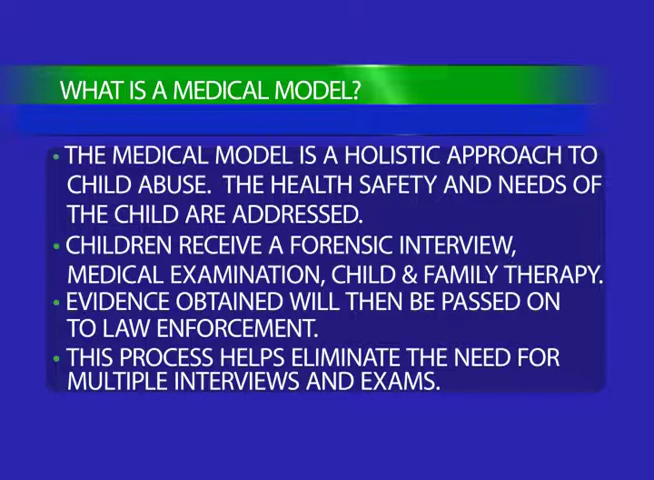 WHAT IS A MEDICAL MODEL?
• THE MEDICAL MODEL IS A HOLISTIC APPROACH TO
CHILD ABUSE. THE HEALTH SAFETY AND NEEDS OF
THE CHILD ARE ADDRESSED.
• CHILDREN RECEIVE A FORENSIC INTERVIEW,
MEDICAL EXAMINATION, CHILD & FAMILY THERAPY.
• EVIDENCE OBTAINED WILL THEN BE PASSED ON
TO LAW ENFORCEMENT.
• THIS PROCESS HELPS ELIMINATE THE NEED FOR
MULTIPLE INTERVIEWS AND EXAMS.